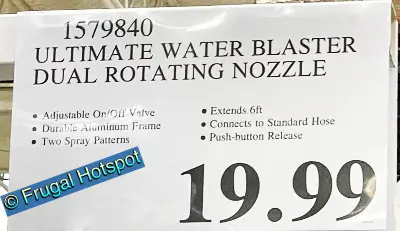 1579840
ULTIMATE WATER BLASTER
DUAL ROTATING NOZZLE
• Adjustable On/Off Valve
• Durable Aluminum Frame
• Two Spray Patterns
• Extends 6ft
• Connects to Standard Hose
• Push-button Release
19.99
© Frugal Hotspot